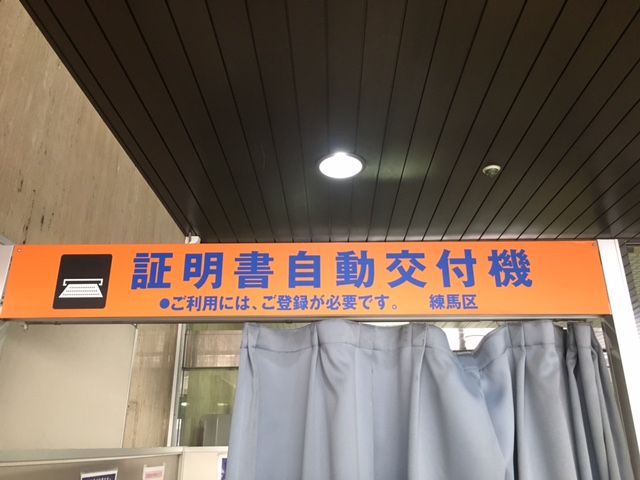 証明書自動交付機
●ご利用には、ご登録が必要です。 練馬区